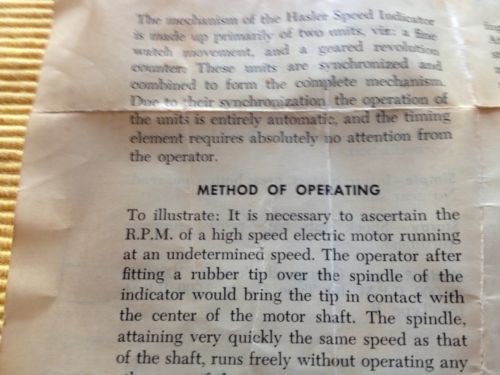 The mechanism of the Hasler Speed Indicator
is made up primarily of two units, viz.: a fine
watch movement, and a geared revolution
counter. These units are synchronized and
combined to form the complete mechanism.
Due to their synchronization the operation of
the units is entirely automatic, and the timing
element requires absolutely no attention from
the operator.
METHOD OF OPERATING
To illustrate: It is necessary to ascertain the
R.P.M. of a high speed electric motor running
at an undetermined speed. The operator after
fitting a rubber tip over the spindle of the
indicator would bring the tip in contact with
the center of the motor shaft. The spindle,
attaining very quickly the same speed as that
of the shaft, runs freely without operating any